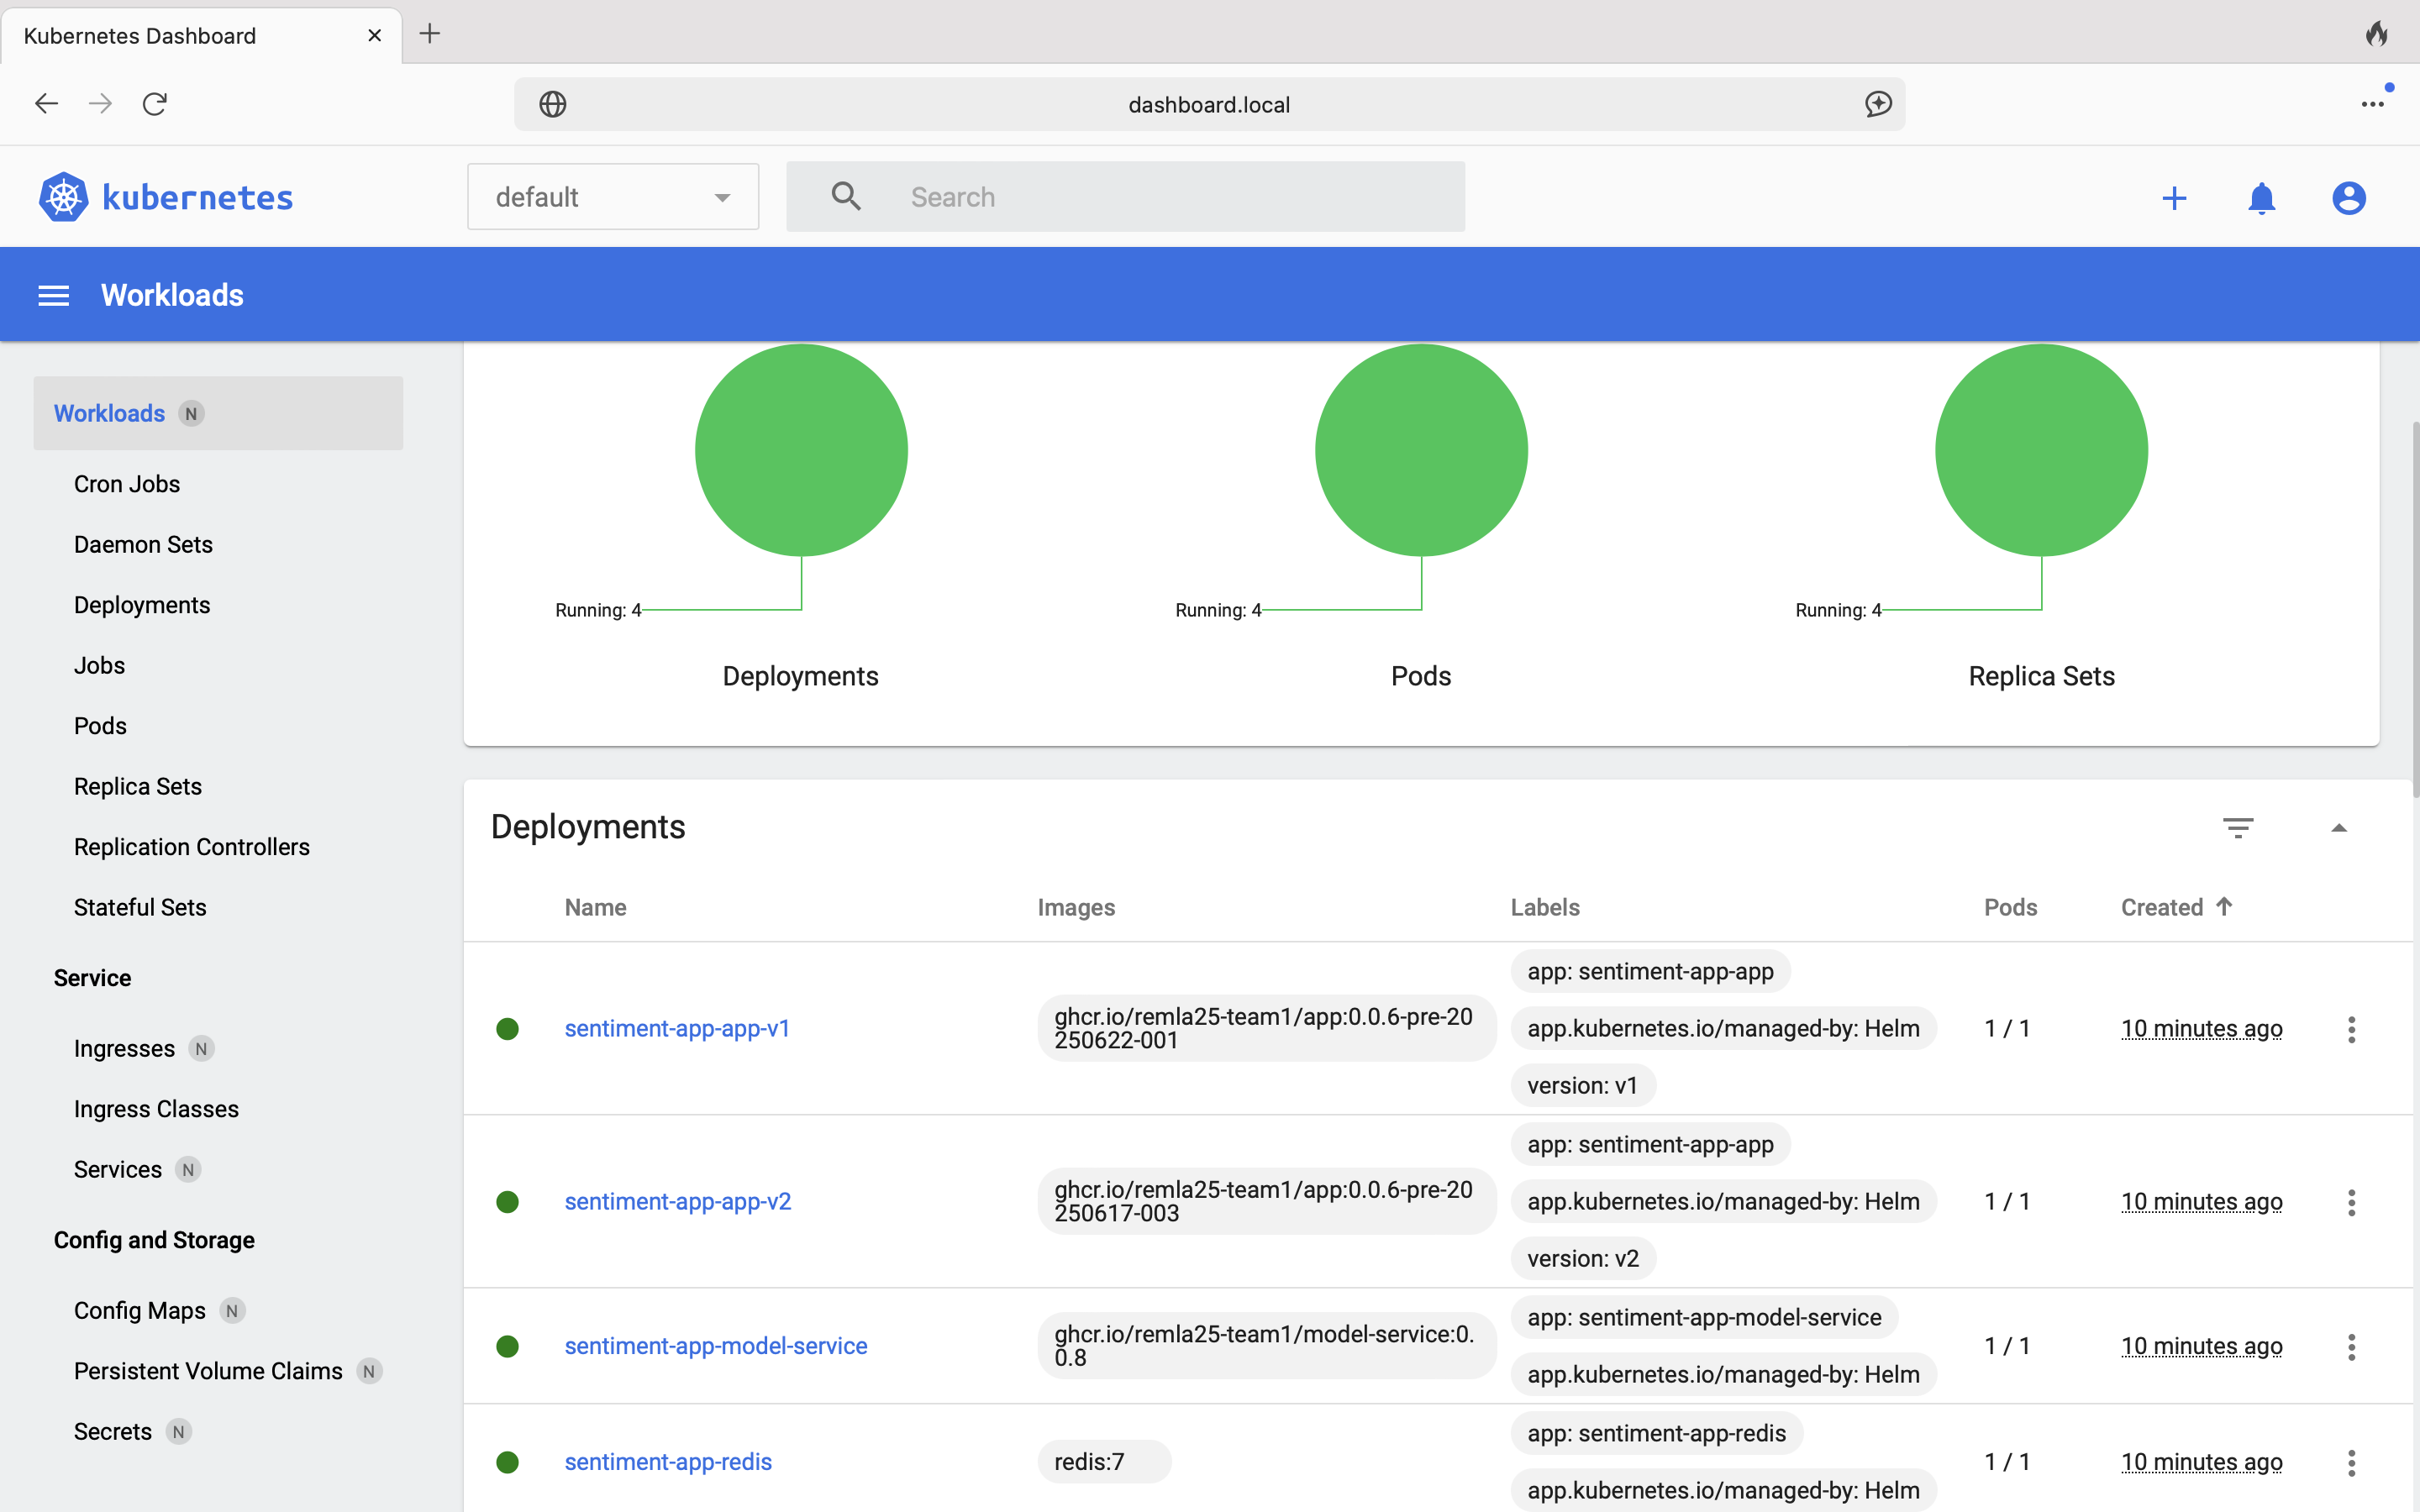 Kubernetes Dashboard
dashboard.local
kubernetes
default
Search
Workloads
Workloads N
Cron Jobs
Daemon Sets
Deployments
Jobs
Pods
Replica Sets
Replication Controllers
Stateful Sets
Service
Ingresses N
Ingress Classes
Services N
Config and Storage
Config Maps N
Persistent Volume Claims N
Secrets N
Running: 4
Deployments
Running: 4
Pods
Running: 4
Replica Sets
Deployments
Name Images Labels Pods Created
sentiment-app-app-v1
ghcr.io/remla25-team1/app:0.0.6-pre-20
250622-001
app: sentiment-app-app
app.kubernetes.io/managed-by: Helm
version: v1
1 / 1
10 minutes ago
sentiment-app-app-v2
ghcr.io/remla25-team1/app:0.0.6-pre-20
250617-003
app: sentiment-app-app
app.kubernetes.io/managed-by: Helm
version: v2
1 / 1
10 minutes ago
sentiment-app-model-service
ghcr.io/remla25-team1/model-service:0.
0.8
app: sentiment-app-model-service
app.kubernetes.io/managed-by: Helm
1 / 1
10 minutes ago
sentiment-app-redis
redis:7
app: sentiment-app-redis
app.kubernetes.io/managed-by: Helm
1 / 1
10 minutes ago